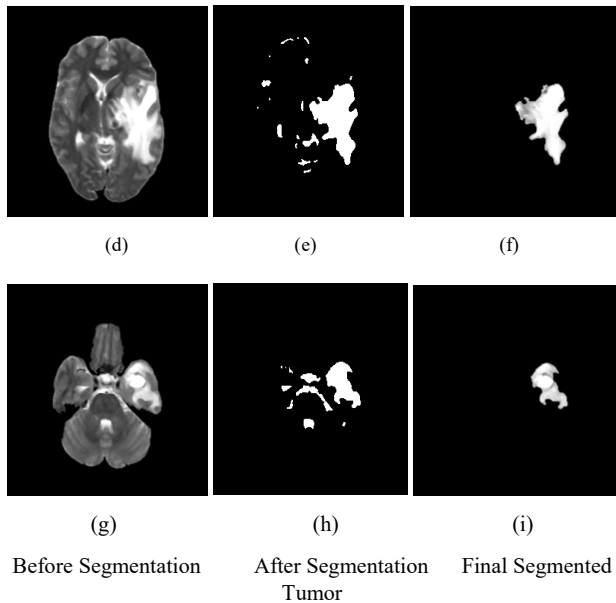 (d) (e) (f)
(g) (h) (i)
Before Segmentation After Segmentation Final Segmented
Tumor